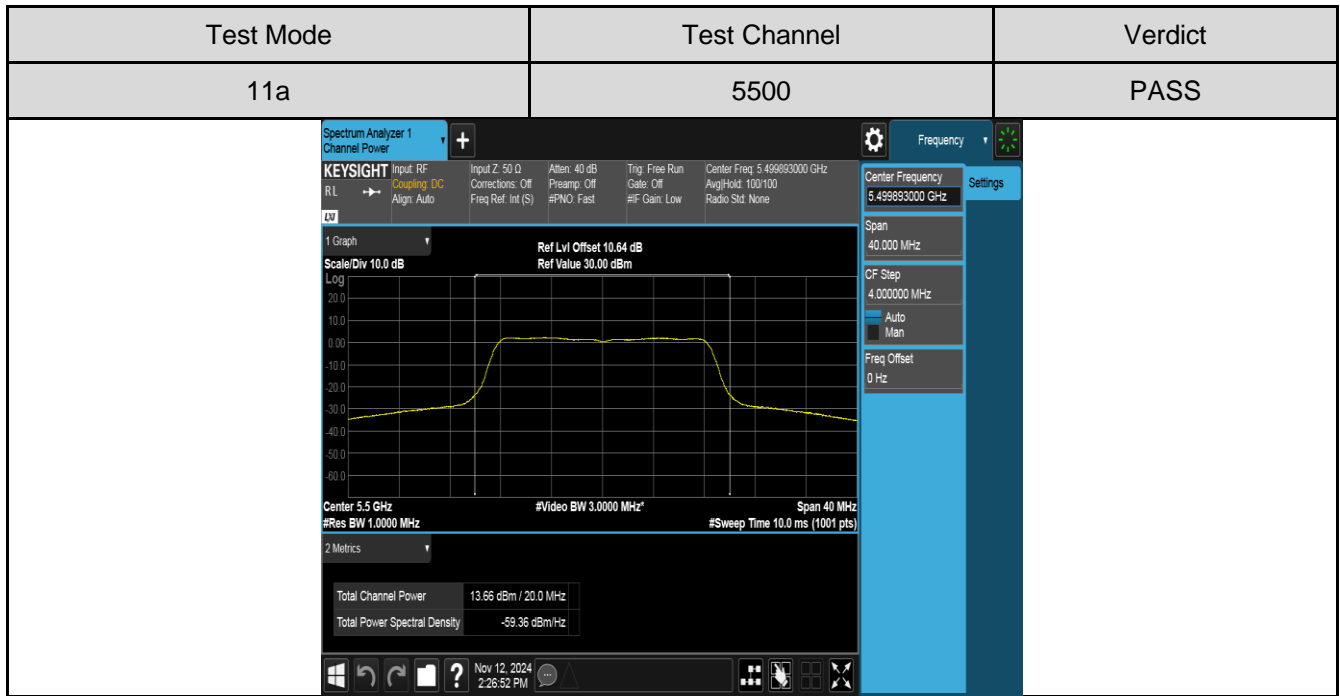 Test Mode Test Channel Verdict
11a 5500 PASS
Spectrum Analyzer 1
Channel Power
+
Frequency
KEYSIGHT Input: RF Input Z: 50 Ω Atten: 40 dB Trig: Free Run Center Freq: 5.499893000 GHz
RL Coupling: DC Corrections: Off Preamp: Off Gate: Off Avg|Hold: 100/100
Align: Auto Freq Ref: Int (S) #PNO: Fast #IF Gain: Low Radio Std: None
LXI
Center Frequency
5.499893000 GHz
Settings
Span
40.000 MHz
CF Step
4.000000 MHz
Auto
Man
Freq Offset
0 Hz
1 Graph
Ref Lvl Offset 10.64 dB
Scale/Div 10.0 dB Ref Value 30.00 dBm
Log
20.0
10.0
0.00
-10.0
-20.0
-30.0
-40.0
-50.0
-60.0
Center 5.5 GHz #Video BW 3.0000 MHz* Span 40 MHz
#Res BW 1.0000 MHz #Sweep Time 10.0 ms (1001 pts)
2 Metrics
Total Channel Power 13.66 dBm / 20.0 MHz
Total Power Spectral Density -59.36 dBm/Hz
? Nov 12, 2024
2:26:52 PM